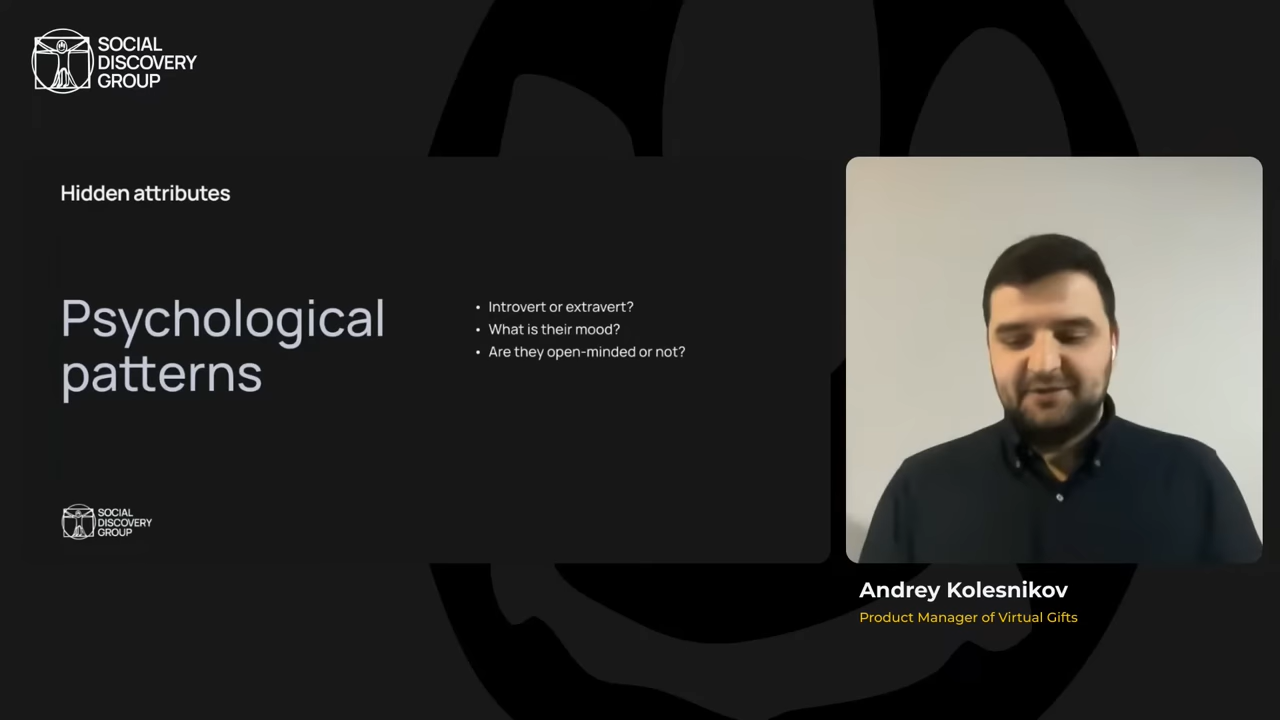 SOCIAL
DISCOVERY
GROUP
Hidden attributes
Psychological
patterns
• Introvert or extravert?
• What is their mood?
• Are they open-minded or not?
SOCIAL
DISCOVERY
GROUP
Andrey Kolesnikov
Product Manager of Virtual Gifts